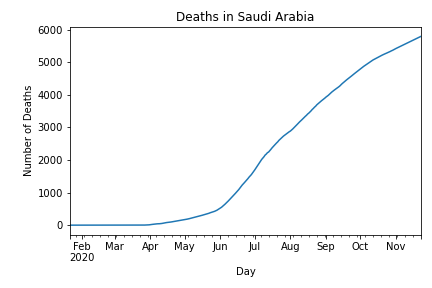 Deaths in Saudi Arabia
6000
5000
4000
3000
2000
1000
0
Number of Deaths
Feb Mar Apr May Jun Jul Aug Sep Oct Nov
2020
Day